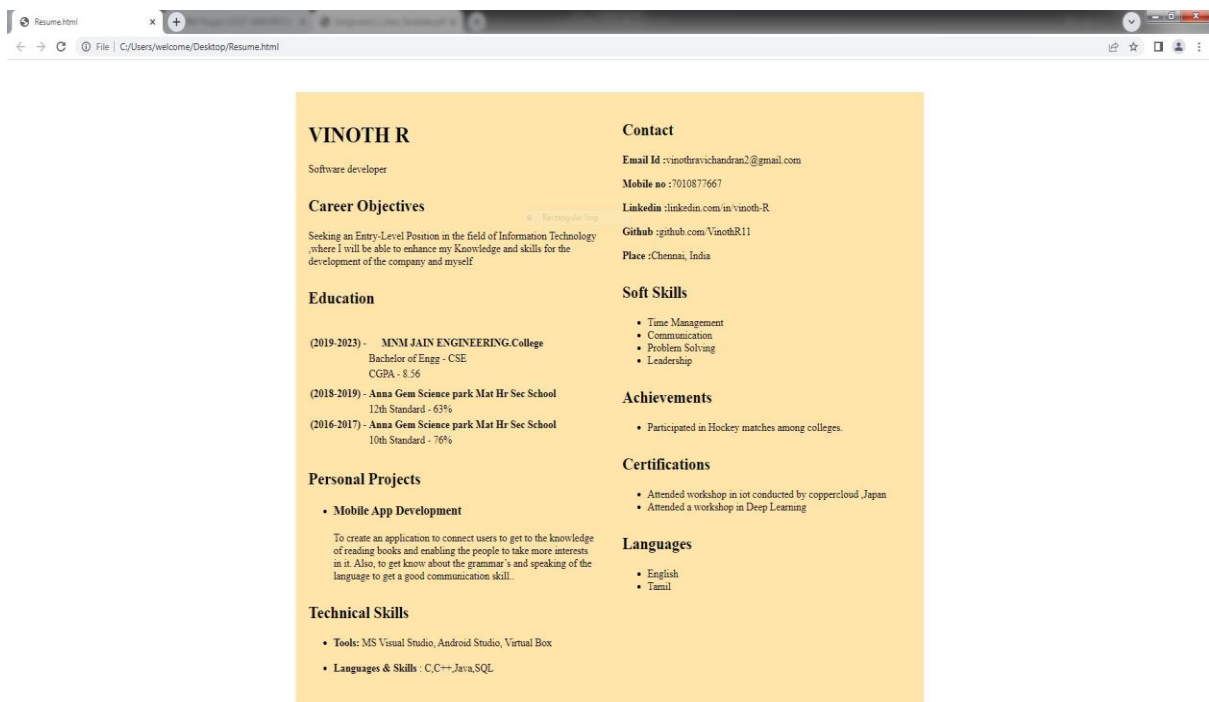 Resume.html
File | C:/Users/welcome/Desktop/Resume.html
VINOTH R
Software developer
Career Objectives
Seeking an Entry-Level Position in the field of Information Technology
,where I will be able to enhance my Knowledge and skills for the
development of the company and myself
Education
(2019-2023) - MNM JAIN ENGINEERING.College
Bachelor of Engg - CSE
CGPA - 8.56
(2018-2019) - Anna Gem Science park Mat Hr Sec School
12th Standard - 63%
(2016-2017) - Anna Gem Science park Mat Hr Sec School
10th Standard - 76%
Personal Projects
• Mobile App Development
To create an application to connect users to get to the knowledge
of reading books and enabling the people to take more interests
in it. Also, to get know about the grammar`s and speaking of the
language to get a good communication skill..
Technical Skills
• Tools: MS Visual Studio, Android Studio, Virtual Box
• Languages & Skills : C,C++,Java,SQL
Contact
Email Id :vinothravichandran2@gmail.com
Mobile no :7010877667
Linkedin :linkedin.com/in/vinoth-R
Github :github.com/VinothR11
Place :Chennai, India
Soft Skills
• Time Management
• Communication
• Problem Solving
• Leadership
Achievements
• Participated in Hockey matches among colleges.
Certifications
• Attended workshop in iot conducted by coppercloud ,Japan
• Attended a workshop in Deep Learning
Languages
• English
• Tamil
Rectangular Snip